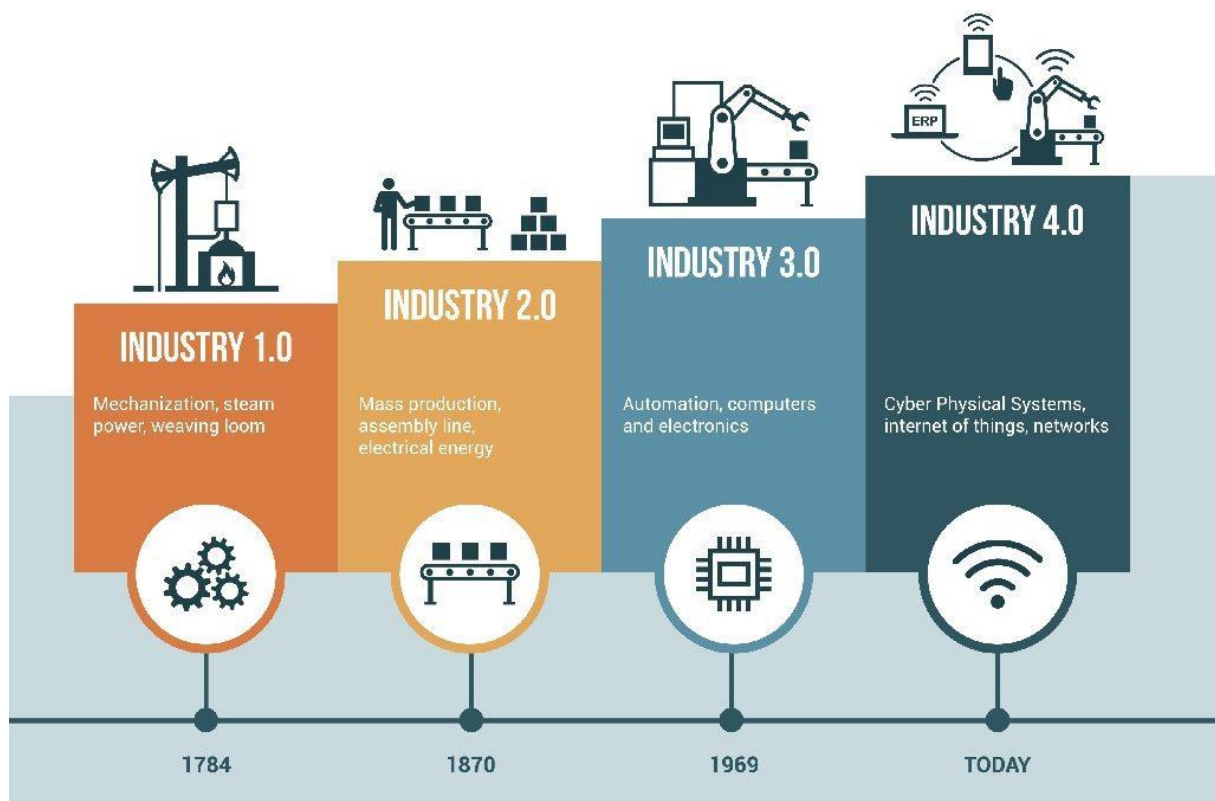 ERP
INDUSTRY 1.0
Mechanization, steam
power, weaving loom
INDUSTRY 2.0
Mass production,
assembly line,
electrical energy
INDUSTRY 3.0
Automation, computers
and electronics
INDUSTRY 4.0
Cyber Physical Systems,
internet of things, networks
1784
1870
1969
TODAY